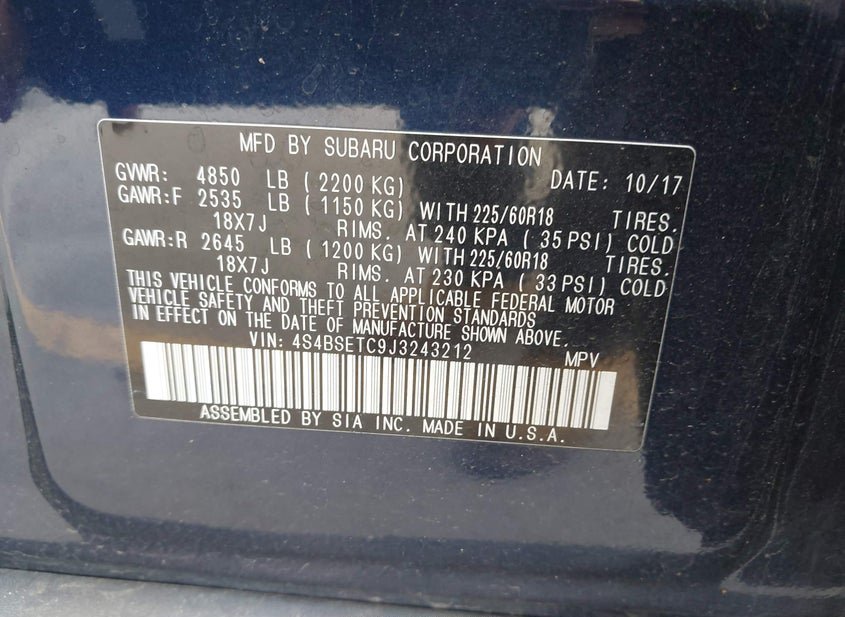 MFD BY SUBARU CORPORATION
GVWR: 4850 LB (2200 KG) DATE: 10/17
GAWR:F 2535 LB (1150 KG) WITH 225/60R18 TIRES.
18X7J RIMS. AT 240 KPA ( 35 PSI) COLD
GAWR:R 2645 LB (1200 KG) WITH 225/60R18 TIRES.
18X7J RIMS. AT 230 KPA ( 33 PSI) COLD
THIS VEHICLE CONFORMS TO ALL APPLICABLE FEDERAL MOTOR
VEHICLE SAFETY AND THEFT PREVENTION STANDARDS
IN EFFECT ON THE DATE OF MANUFACTURE SHOWN ABOVE.
VIN: 4S4BSETC9J3243212 MPV
ASSEMBLED BY SIA INC. MADE IN U.S.A.